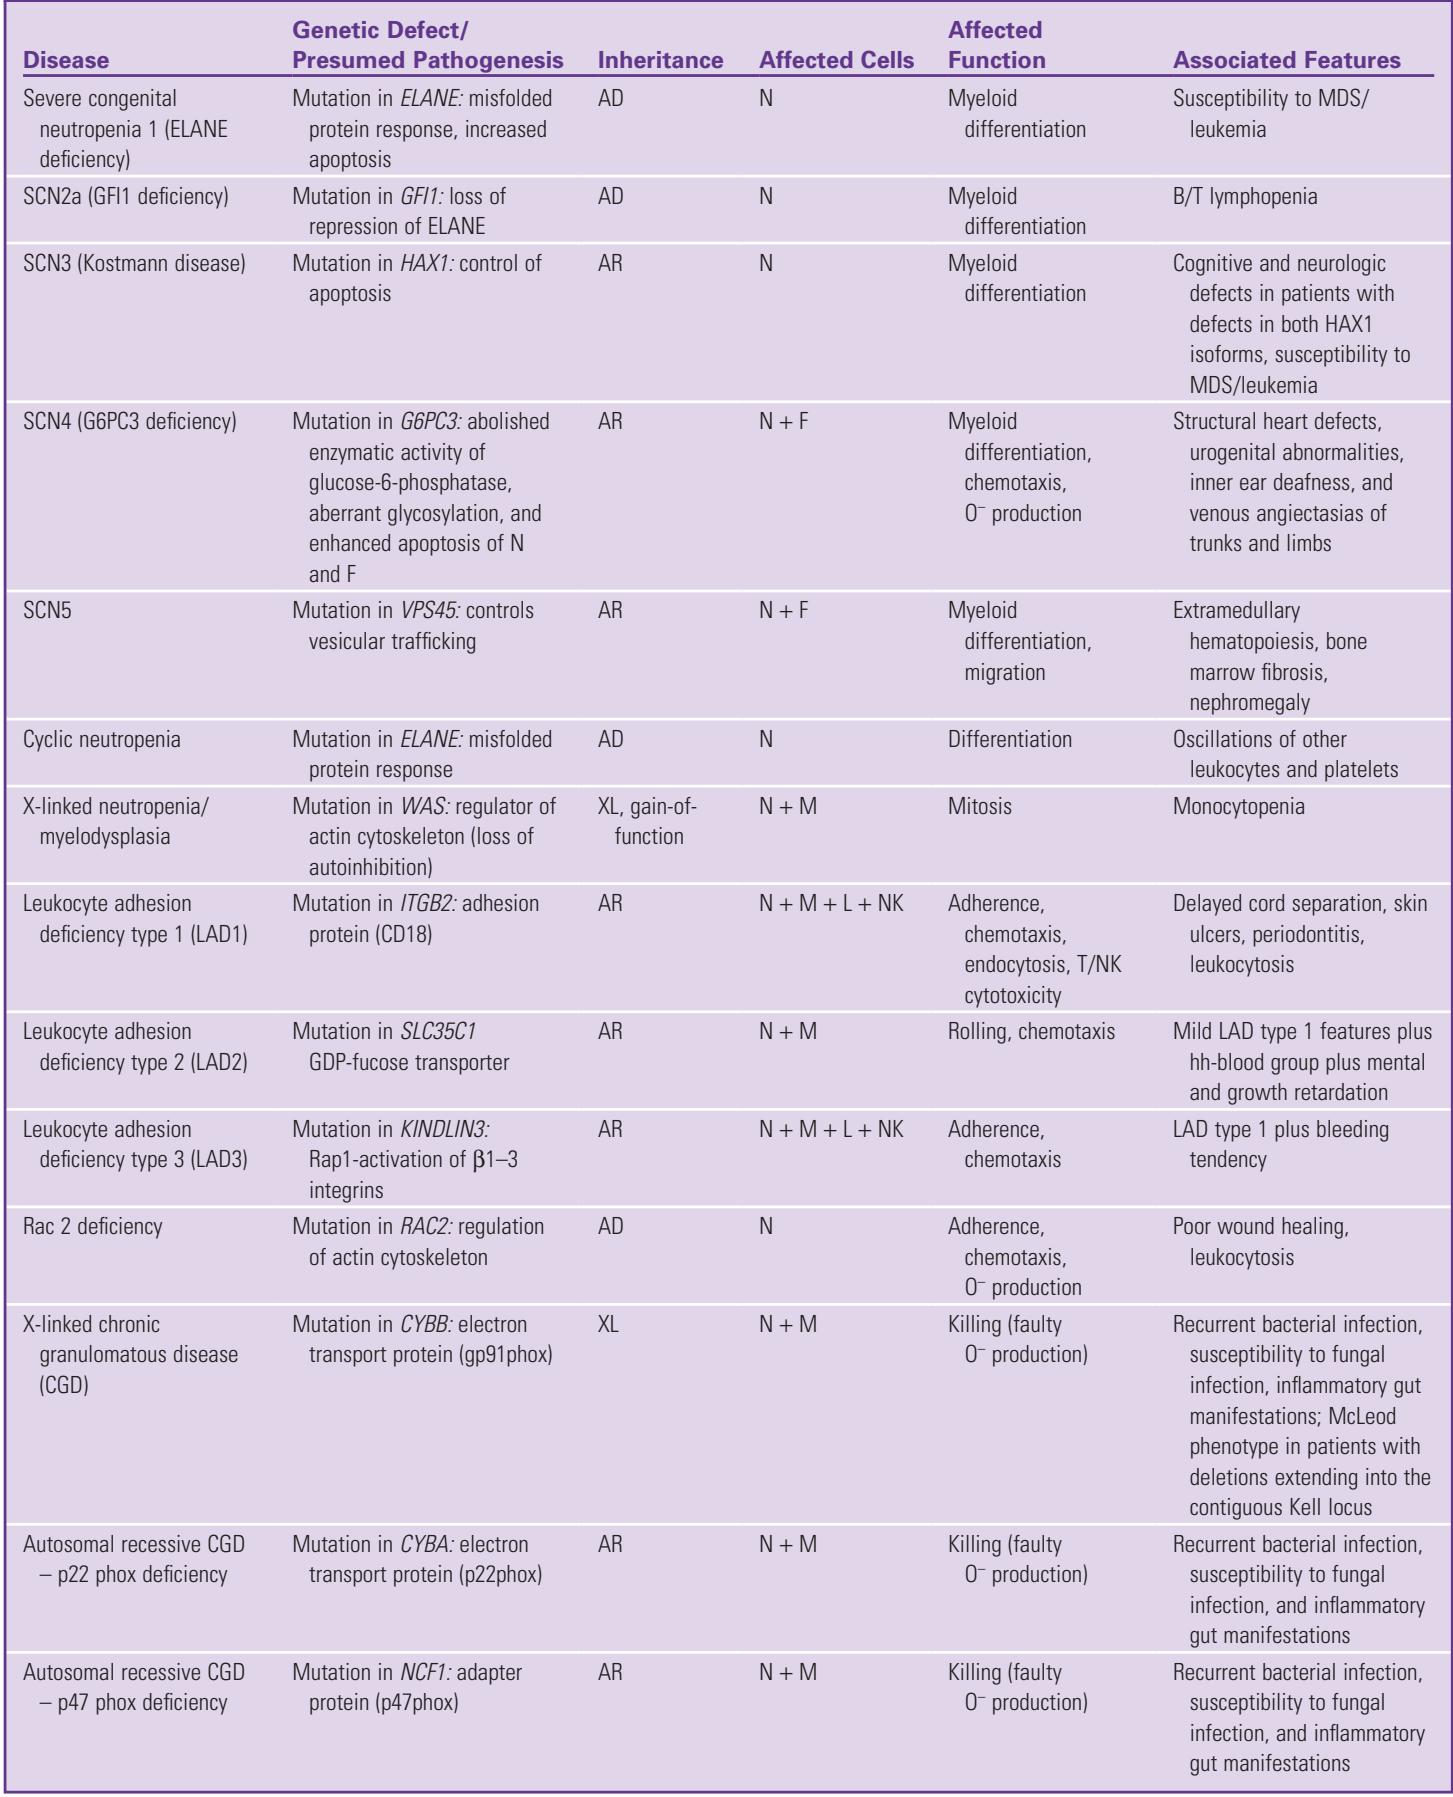 Disease
Genetic Defect/
Presumed Pathogenesis
Inheritance
Affected Cells
Affected
Function
Associated Features
Severe congenital
neutropenia 1 (ELANE
deficiency)
Mutation in ELANE: misfolded
protein response, increased
apoptosis
AD
N
Myeloid
differentiation
Susceptibility to MDS/
leukemia
SCN2a (GFI1 deficiency)
Mutation in GFI1: loss of
repression of ELANE
AD
N
Myeloid
differentiation
B/T lymphopenia
SCN3 (Kostmann disease)
Mutation in HAX1: control of
apoptosis
AR
N
Myeloid
differentiation
Cognitive and neurologic
defects in patients with
defects in both HAX1
isoforms, susceptibility to
MDS/leukemia
SCN4 (G6PC3 deficiency)
Mutation in G6PC3: abolished
enzymatic activity of
glucose-6-phosphatase,
aberrant glycosylation, and
enhanced apoptosis of N
and F
AR
N + F
Myeloid
differentiation,
chemotaxis,
O⁻ production
Structural heart defects,
urogenital abnormalities,
inner ear deafness, and
venous angiectasias of
trunks and limbs
SCN5
Mutation in VPS45: controls
vesicular trafficking
AR
N + F
Myeloid
differentiation,
migration
Extramedullary
hematopoiesis, bone
marrow fibrosis,
nephromegaly
Cyclic neutropenia
Mutation in ELANE: misfolded
protein response
AD
N
Differentiation
Oscillations of other
leukocytes and platelets
X-linked neutropenia/
myelodysplasia
Mutation in WAS: regulator of
actin cytoskeleton (loss of
autoinhibition)
XL, gain-of-
function
N + M
Mitosis
Monocytopenia
Leukocyte adhesion
deficiency type 1 (LAD1)
Mutation in ITGB2: adhesion
protein (CD18)
AR
N + M + L + NK
Adherence,
chemotaxis,
endocytosis, T/NK
cytotoxicity
Delayed cord separation, skin
ulcers, periodontitis,
leukocytosis
Leukocyte adhesion
deficiency type 2 (LAD2)
Mutation in SLC35C1
GDP-fucose transporter
AR
N + M
Rolling, chemotaxis
Mild LAD type 1 features plus
hh-blood group plus mental
and growth retardation
Leukocyte adhesion
deficiency type 3 (LAD3)
Mutation in KINDLIN3:
Rap1-activation of β1–3
integrins
AR
N + M + L + NK
Adherence,
chemotaxis
LAD type 1 plus bleeding
tendency
Rac 2 deficiency
Mutation in RAC2: regulation
of actin cytoskeleton
AD
N
Adherence,
chemotaxis,
O⁻ production
Poor wound healing,
leukocytosis
X-linked chronic
granulomatous disease
(CGD)
Mutation in CYBB: electron
transport protein (gp91phox)
XL
N + M
Killing (faulty
O⁻ production)
Recurrent bacterial infection,
susceptibility to fungal
infection, inflammatory gut
manifestations; McLeod
phenotype in patients with
deletions extending into the
contiguous Kell locus
Autosomal recessive CGD
– p22 phox deficiency
Mutation in CYBA: electron
transport protein (p22phox)
AR
N + M
Killing (faulty
O⁻ production)
Recurrent bacterial infection,
susceptibility to fungal
infection, and inflammatory
gut manifestations
Autosomal recessive CGD
– p47 phox deficiency
Mutation in NCF1: adapter
protein (p47phox)
AR
N + M
Killing (faulty
O⁻ production)
Recurrent bacterial infection,
susceptibility to fungal
infection, and inflammatory
gut manifestations